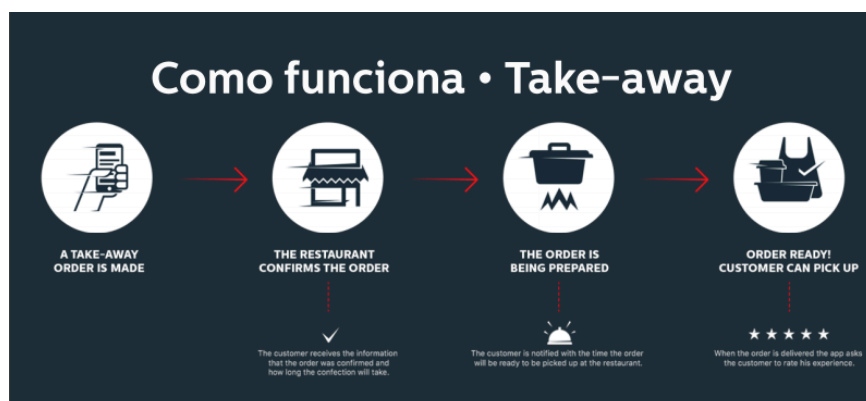 Como funciona • Take-away
A TAKE-AWAY
ORDER IS MADE
THE RESTAURANT
CONFIRMS THE ORDER
The customer receives the information
that the order was confirmed and
how long the confection will take.
THE ORDER IS
BEING PREPARED
The customer is notified with the time the order
will be ready to be picked up at the restaurant.
ORDER READY!
CUSTOMER CAN PICK UP
When the order is delivered the app asks
the customer to rate his experience.